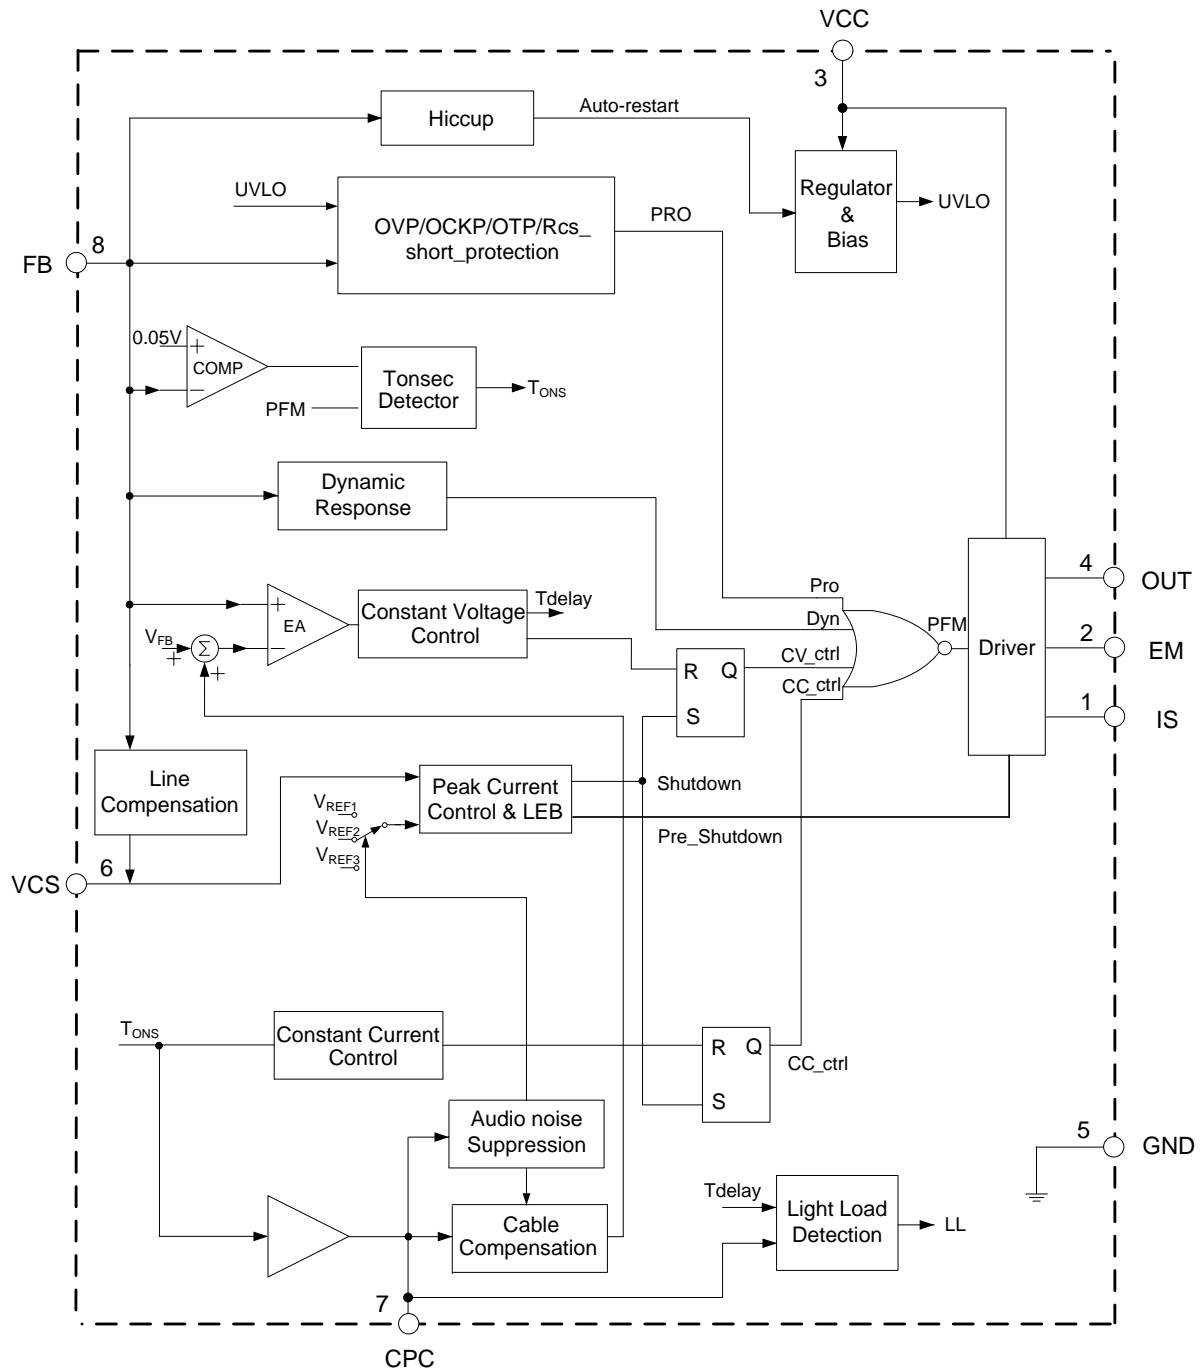 VCC
3
Hiccup
Auto-restart
Regulator
&
Bias
UVLO
UVLO
OVP/OCKP/OTP/Rcs_
short_protection
PRO
8
FB
0.05V
+
COMP
−
Tonsec
Detector
TONS
PFM
Dynamic
Response
4
OUT
Pro
Dyn
CV_ctrl
CC_ctrl
PFM
Driver
2
EM
1
IS
+
EA
−
Constant Voltage
Control
Tdelay
VFB
+
Σ
+
R Q
S
Line
Compensation
Peak Current
Control & LEB
Shutdown
Pre_Shutdown
VREF1
VREF2
VREF3
6
VCS
TONS
Constant Current
Control
R Q
S
CC_ctrl
Audio noise
Suppression
5
GND
Cable
Compensation
Tdelay
Light Load
Detection
LL
7
CPC